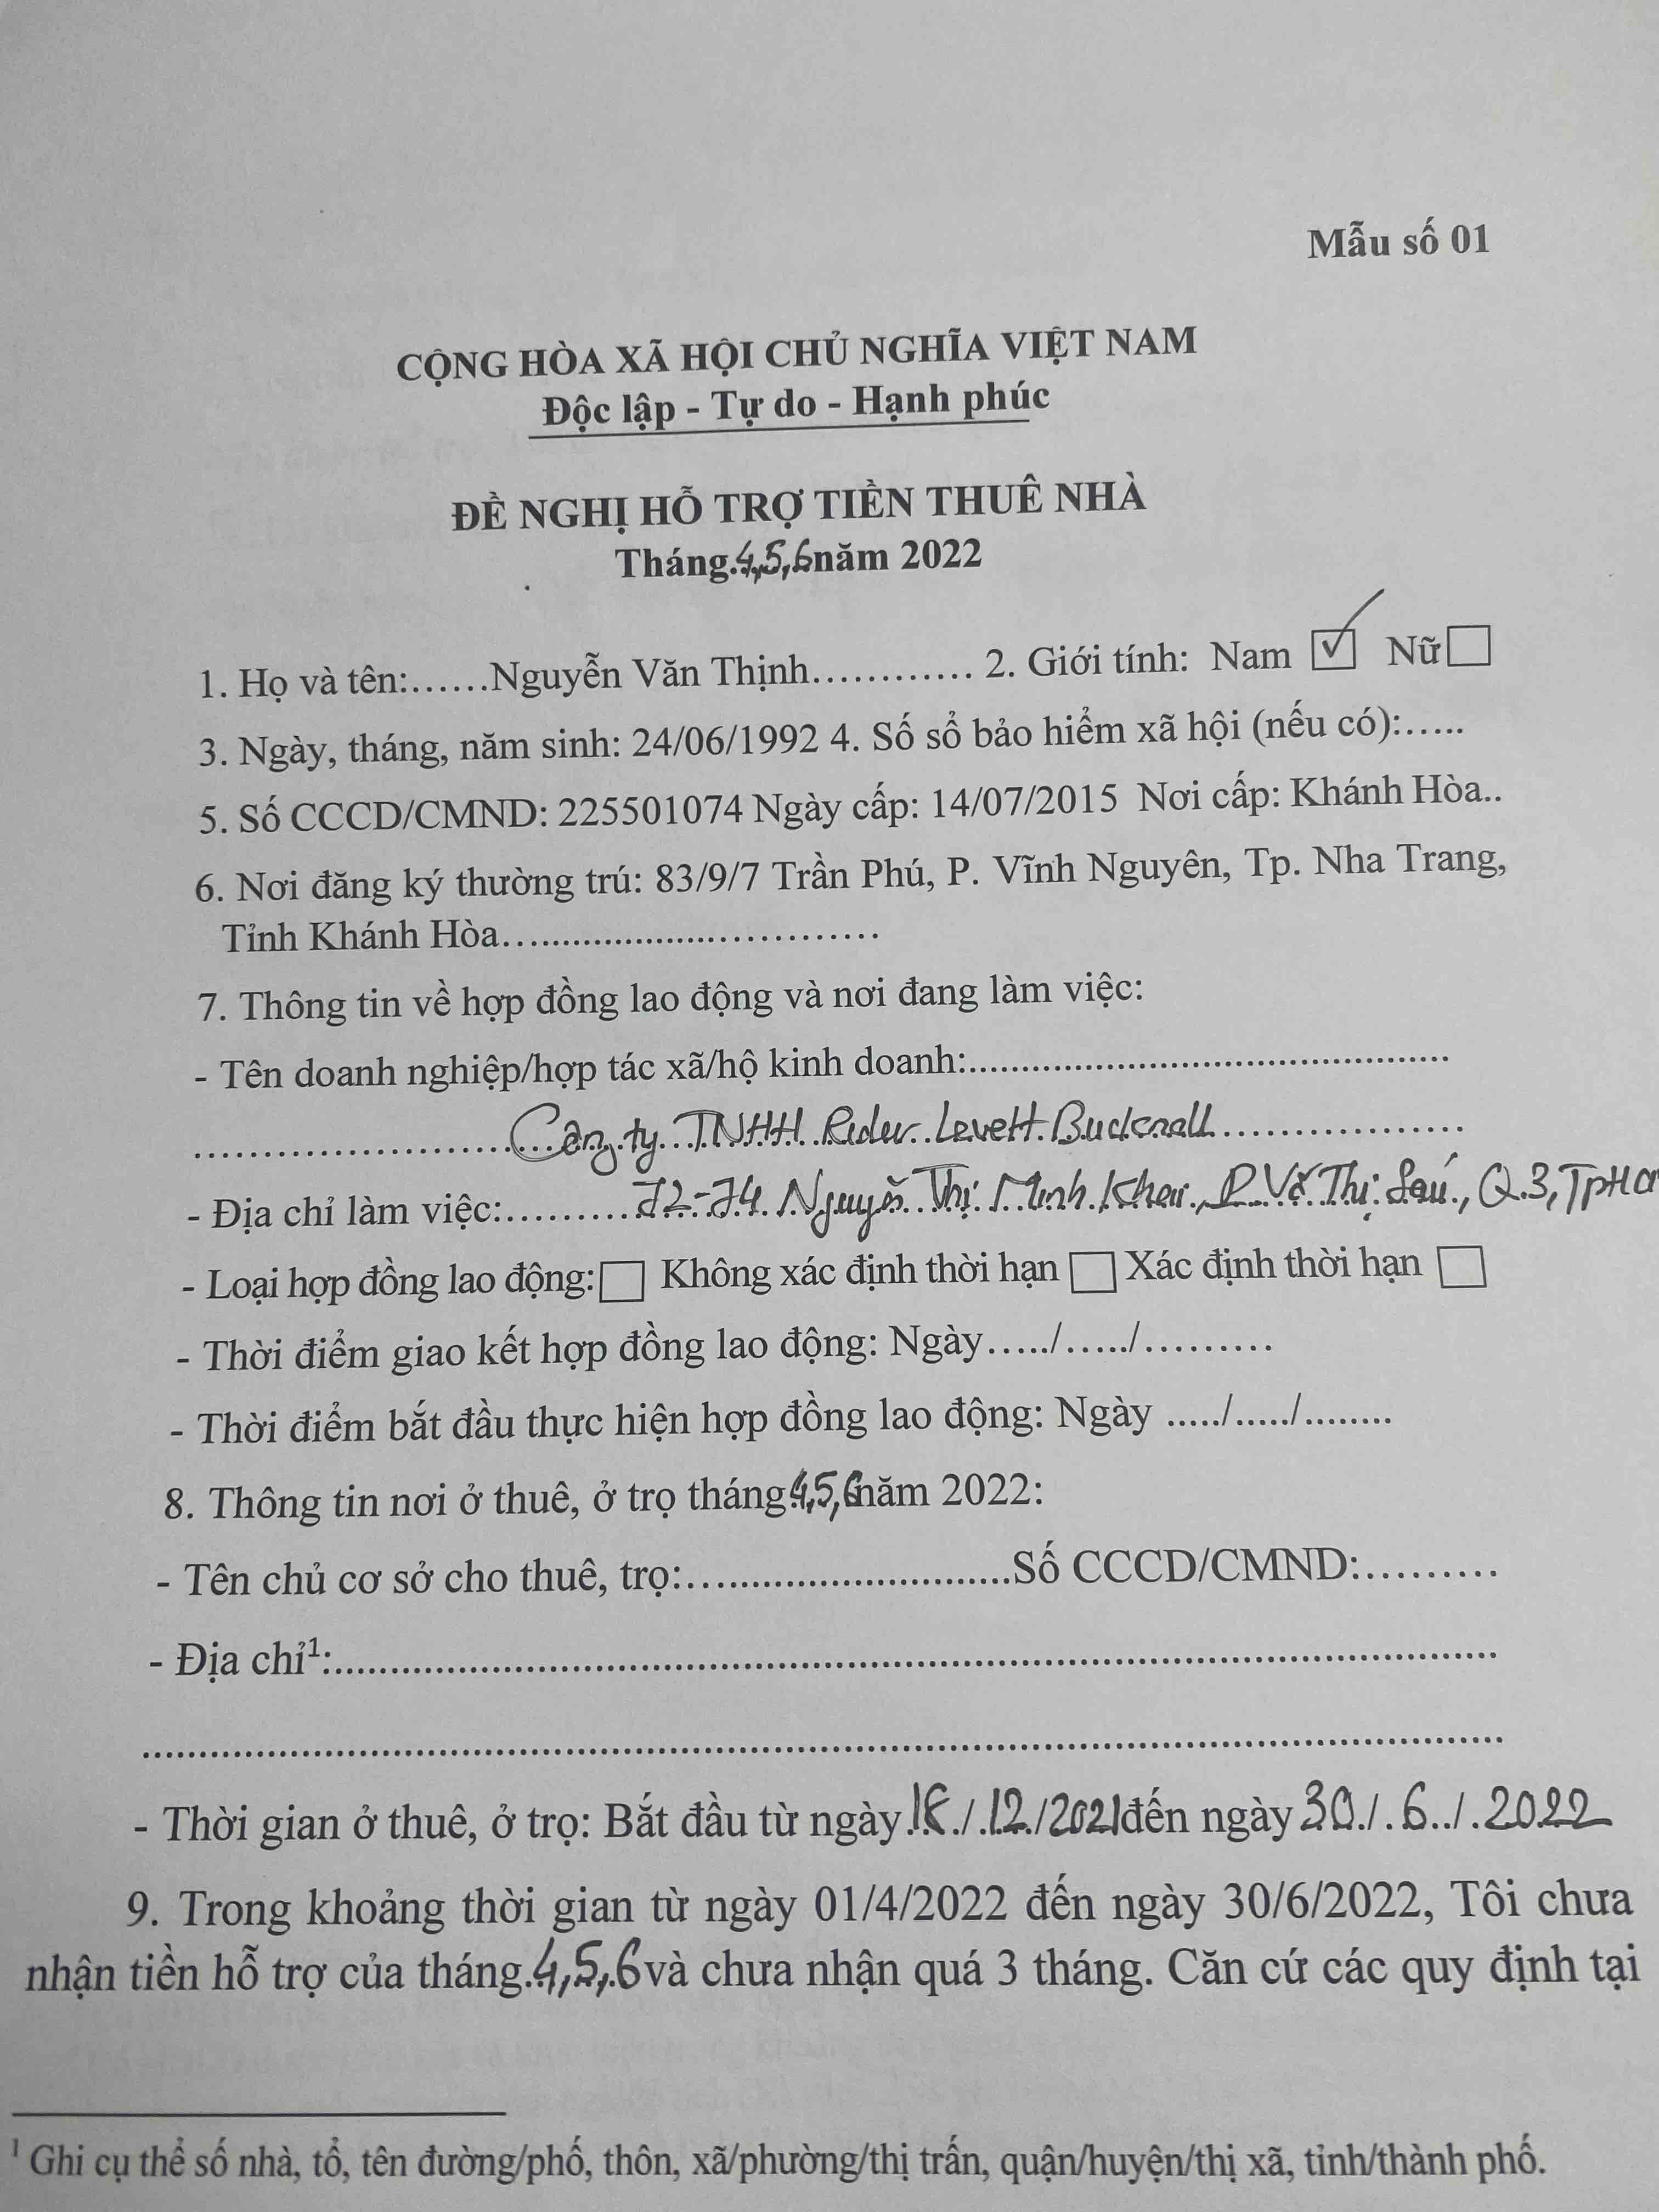 Mẫu số 01
CỘNG HÒA XÃ HỘI CHỦ NGHĨA VIỆT NAM
Độc lập - Tự do - Hạnh phúc
ĐỀ NGHỊ HỖ TRỢ TIỀN THUÊ NHÀ
Tháng.4,5,6năm 2022
1. Họ và tên:......Nguyễn Văn Thịnh............. 2. Giới tính: Nam ☑ Nữ ☐
3. Ngày, tháng, năm sinh: 24/06/1992 4. Số sổ bảo hiểm xã hội (nếu có):.....
5. Số CCCD/CMND: 225501074 Ngày cấp: 14/07/2015 Nơi cấp: Khánh Hòa..
6. Nơi đăng ký thường trú: 83/9/7 Trần Phú, P. Vĩnh Nguyên, Tp. Nha Trang,
Tỉnh Khánh Hòa....................................
7. Thông tin về hợp đồng lao động và nơi đang làm việc:
- Tên doanh nghiệp/hợp tác xã/hộ kinh doanh:................................................
Công ty TNHH Rider Levett Bucknall
- Địa chỉ làm việc:............72-74 Nguyễn Thị Minh Khai, P. Võ Thị Sáu, Q.3, TpHCM
- Loại hợp đồng lao động: ☐ Không xác định thời hạn ☐ Xác định thời hạn ☐
- Thời điểm giao kết hợp đồng lao động: Ngày...../...../.........
- Thời điểm bắt đầu thực hiện hợp đồng lao động: Ngày ...../...../........
8. Thông tin nơi ở thuê, ở trọ tháng 4,5,6năm 2022:
- Tên chủ cơ sở cho thuê, trọ:..............................Số CCCD/CMND:..........
- Địa chỉ¹:....................................................................................
....................................................................................................
- Thời gian ở thuê, ở trọ: Bắt đầu từ ngày 18/12/2021đến ngày 30/6/2022
9. Trong khoảng thời gian từ ngày 01/4/2022 đến ngày 30/6/2022, Tôi chưa
nhận tiền hỗ trợ của tháng.4,5,6 và chưa nhận quá 3 tháng. Căn cứ các quy định tại
¹ Ghi cụ thể số nhà, tổ, tên đường/phố, thôn, xã/phường/thị trấn, quận/huyện/thị xã, tỉnh/thành phố.